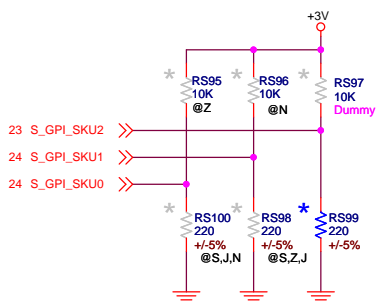 +3V
* RS95
10K
@Z
* RS96
10K
@N
* RS97
10K
Dummy
23 S_GPI_SKU2
24 S_GPI_SKU1
24 S_GPI_SKU0
* RS100
220
+/-5%
@S,J,N
* RS98
220
+/-5%
@S,Z,J
* RS99
220
+/-5%